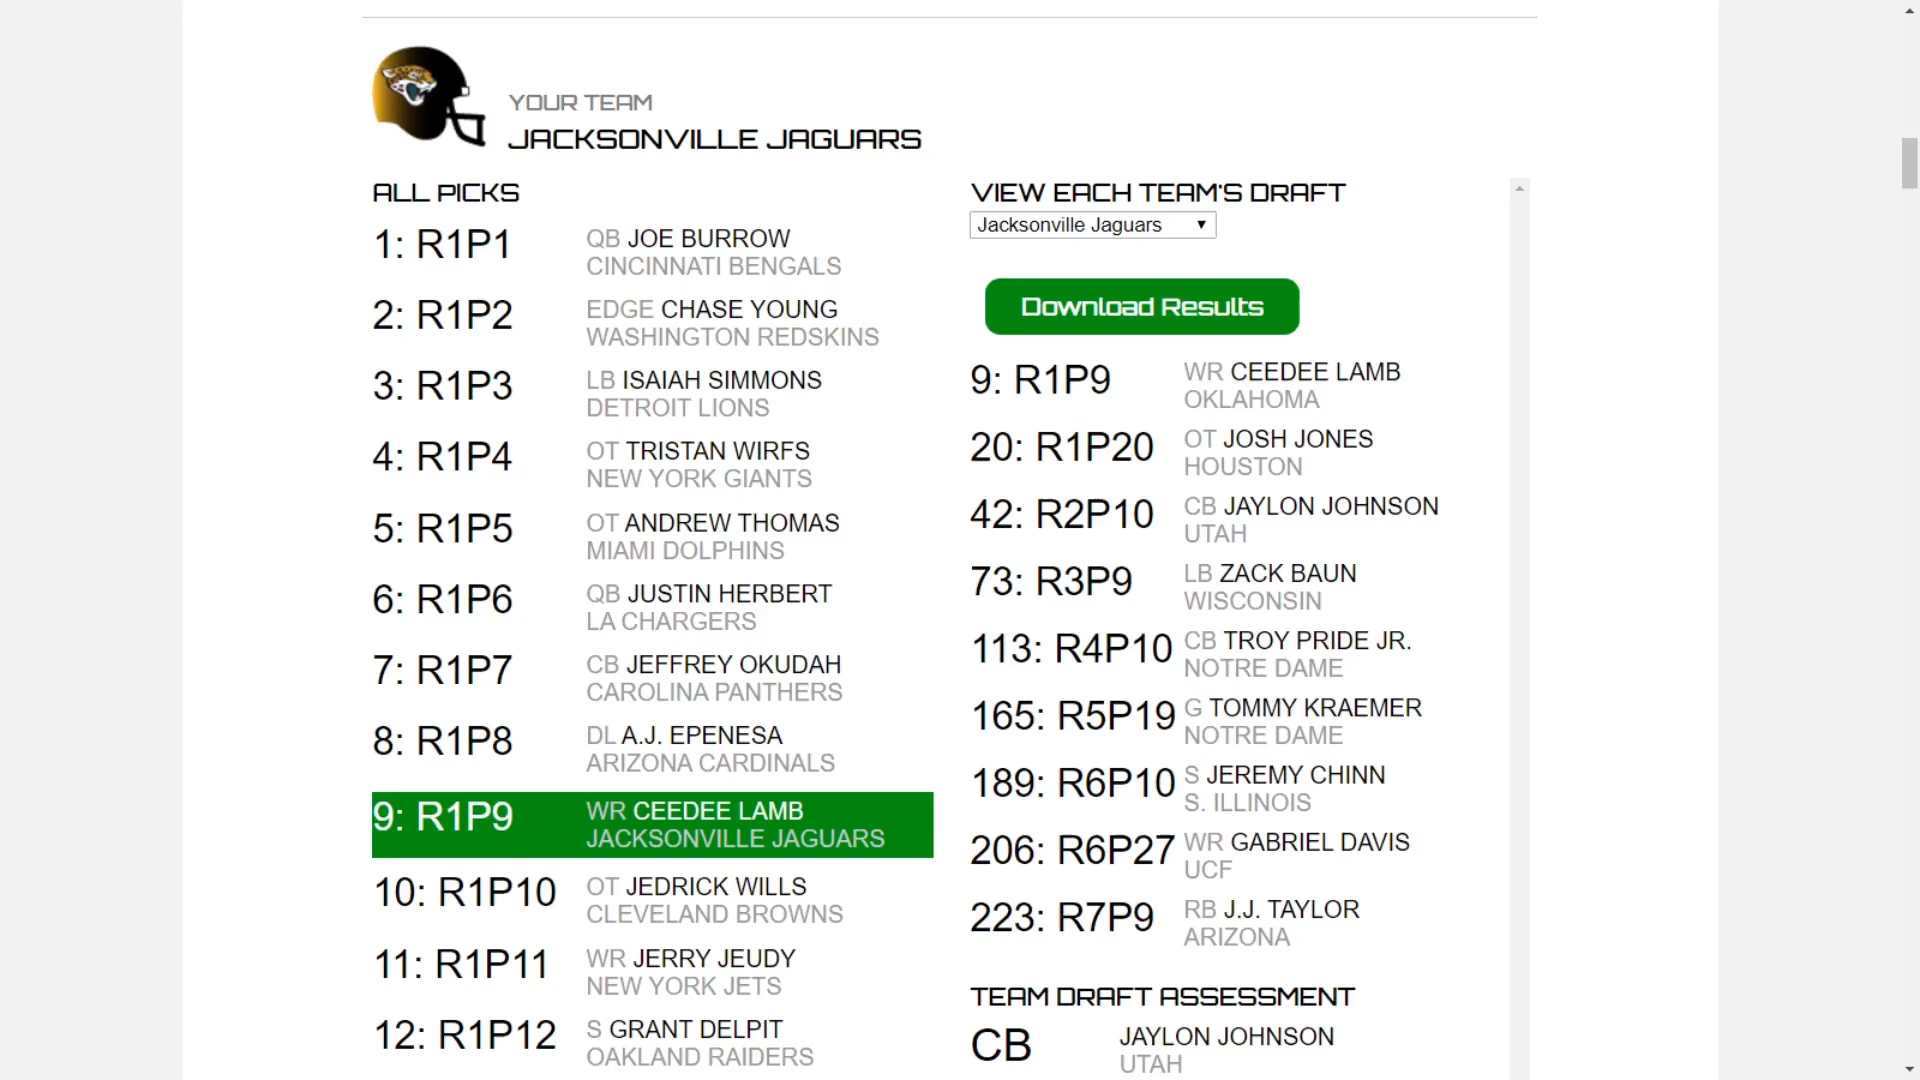 YOUR TEAM
JACKSONVILLE JAGUARS
ALL PICKS
1: R1P1
QB JOE BURROW
CINCINNATI BENGALS
2: R1P2
EDGE CHASE YOUNG
WASHINGTON REDSKINS
3: R1P3
LB ISAIAH SIMMONS
DETROIT LIONS
4: R1P4
OT TRISTAN WIRFS
NEW YORK GIANTS
5: R1P5
OT ANDREW THOMAS
MIAMI DOLPHINS
6: R1P6
QB JUSTIN HERBERT
LA CHARGERS
7: R1P7
CB JEFFREY OKUDAH
CAROLINA PANTHERS
8: R1P8
DL A.J. EPENESA
ARIZONA CARDINALS
9: R1P9
WR CEEDEE LAMB
JACKSONVILLE JAGUARS
10: R1P10
OT JEDRICK WILLS
CLEVELAND BROWNS
11: R1P11
WR JERRY JEUDY
NEW YORK JETS
12: R1P12
S GRANT DELPIT
OAKLAND RAIDERS
VIEW EACH TEAM'S DRAFT
Jacksonville Jaguars
Download Results
9: R1P9
WR CEEDEE LAMB
OKLAHOMA
20: R1P20
OT JOSH JONES
HOUSTON
42: R2P10
CB JAYLON JOHNSON
UTAH
73: R3P9
LB ZACK BAUN
WISCONSIN
113: R4P10
CB TROY PRIDE JR.
NOTRE DAME
165: R5P19
G TOMMY KRAEMER
NOTRE DAME
189: R6P10
S JEREMY CHINN
S. ILLINOIS
206: R6P27
WR GABRIEL DAVIS
UCF
223: R7P9
RB J.J. TAYLOR
ARIZONA
TEAM DRAFT ASSESSMENT
CB
JAYLON JOHNSON
UTAH